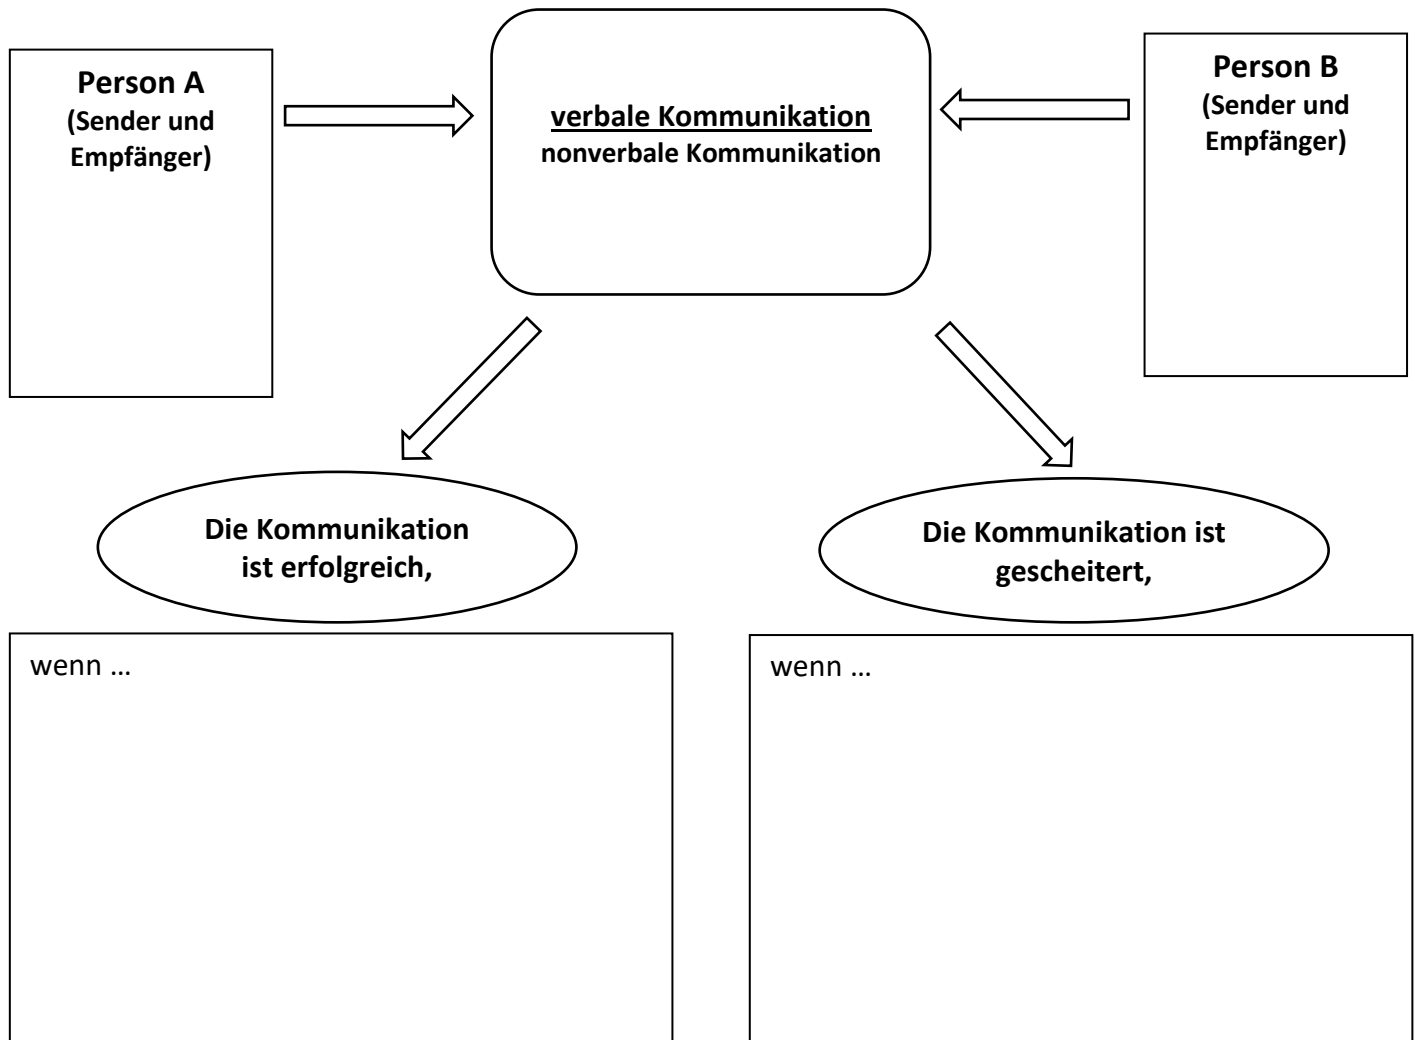 Person A
(Sender und
Empfänger)
verbale Kommunikation
nonverbale Kommunikation
Person B
(Sender und
Empfänger)
Die Kommunikation
ist erfolgreich,
Die Kommunikation ist
gescheitert,
wenn …
wenn …